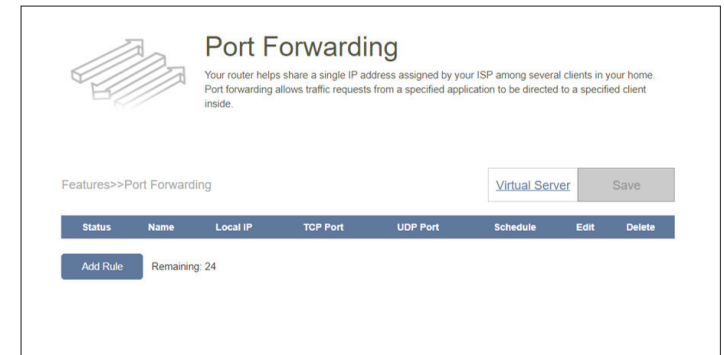 Port Forwarding
Your router helps share a single IP address assigned by your ISP among several clients in your home.
Port forwarding allows traffic requests from a specified application to be directed to a specified client
inside.
Features>>Port Forwarding
Virtual Server
Save
Status Name Local IP TCP Port UDP Port Schedule Edit Delete
Add Rule Remaining: 24